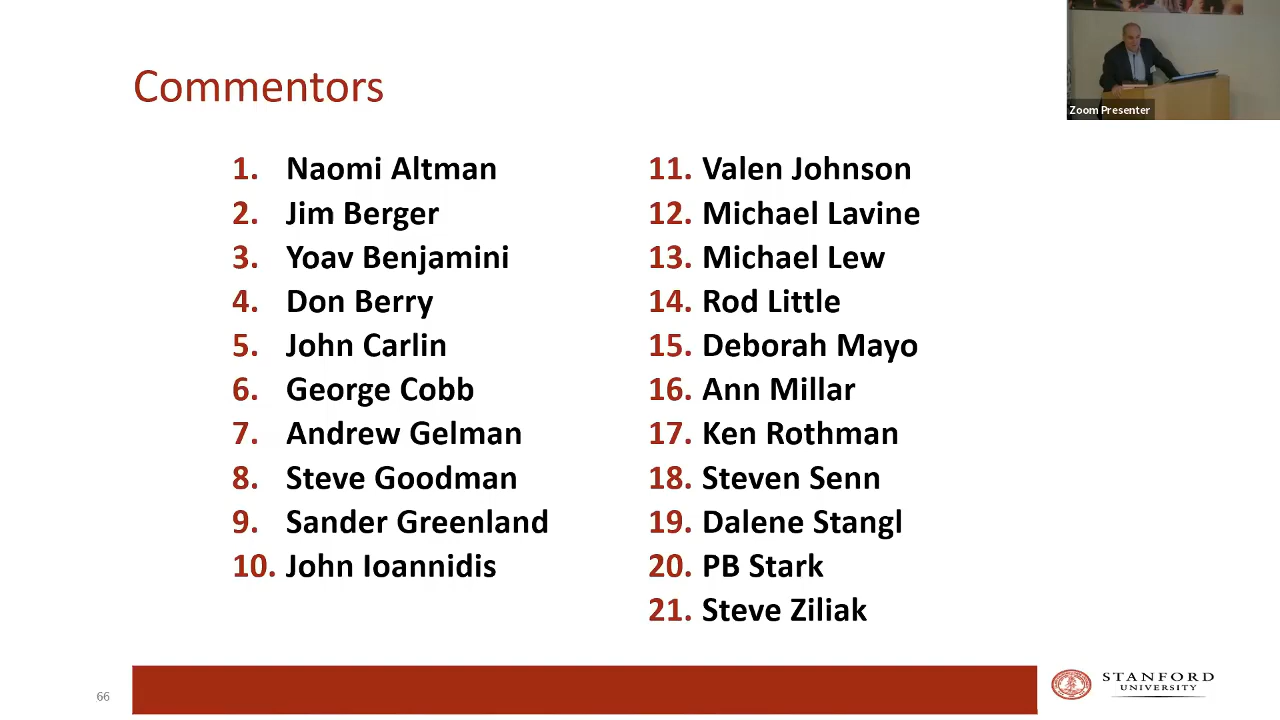 Commentors
1. Naomi Altman
2. Jim Berger
3. Yoav Benjamini
4. Don Berry
5. John Carlin
6. George Cobb
7. Andrew Gelman
8. Steve Goodman
9. Sander Greenland
10. John Ioannidis
11. Valen Johnson
12. Michael Lavine
13. Michael Lew
14. Rod Little
15. Deborah Mayo
16. Ann Millar
17. Ken Rothman
18. Steven Senn
19. Dalene Stangl
20. PB Stark
21. Steve Ziliak
Zoom Presenter
66
STANFORD
UNIVERSITY